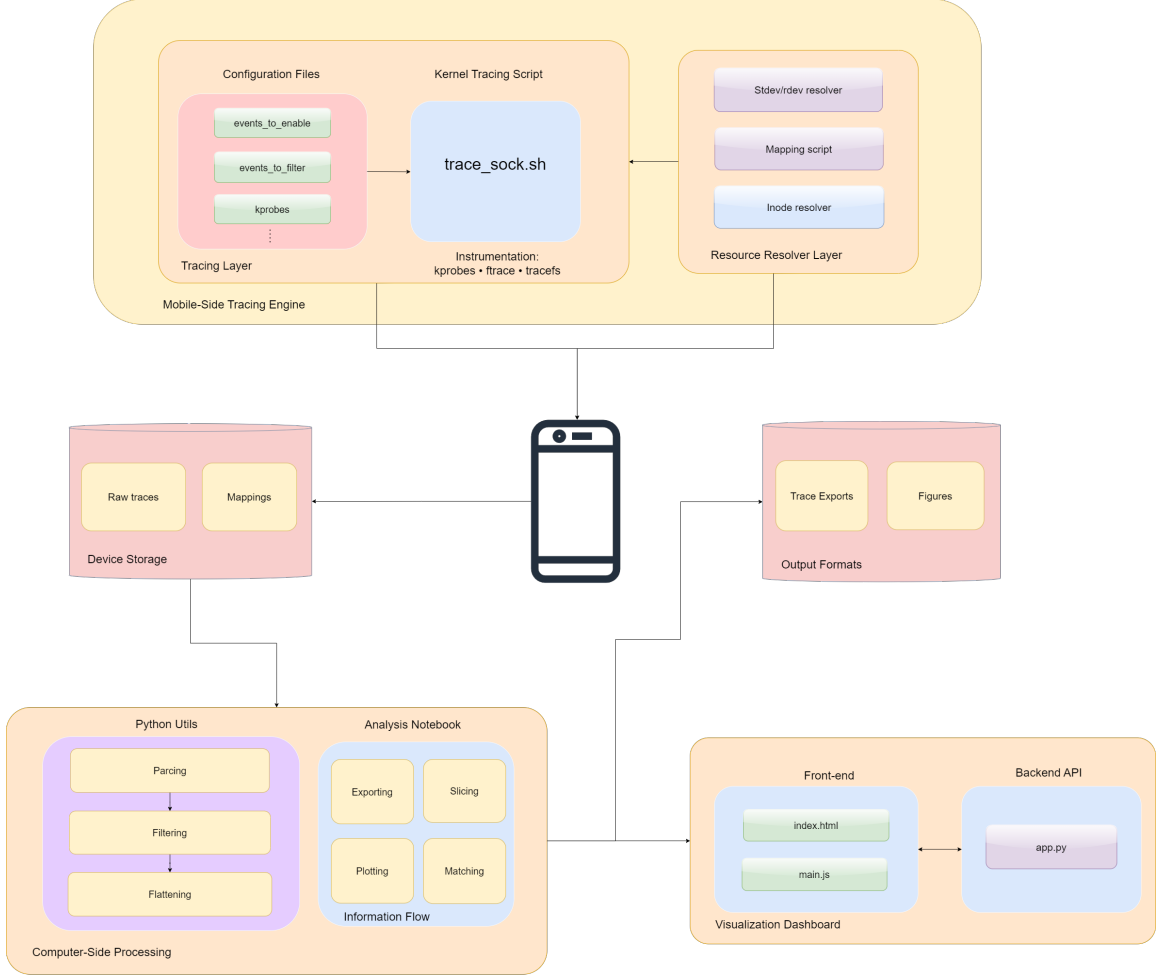 Configuration Files
Kernel Tracing Script
events_to_enable
events_to_filter
kprobes
trace_sock.sh
Instrumentation:
kprobes • ftrace • tracefs
Tracing Layer
Stdev/rdev resolver
Mapping script
Inode resolver
Resource Resolver Layer
Mobile-Side Tracing Engine
Raw traces
Mappings
Device Storage
Trace Exports
Figures
Output Formats
Python Utils
Parcing
Filtering
Flattening
Analysis Notebook
Exporting
Slicing
Plotting
Matching
Information Flow
Computer-Side Processing
Front-end
index.html
main.js
Backend API
app.py
Visualization Dashboard